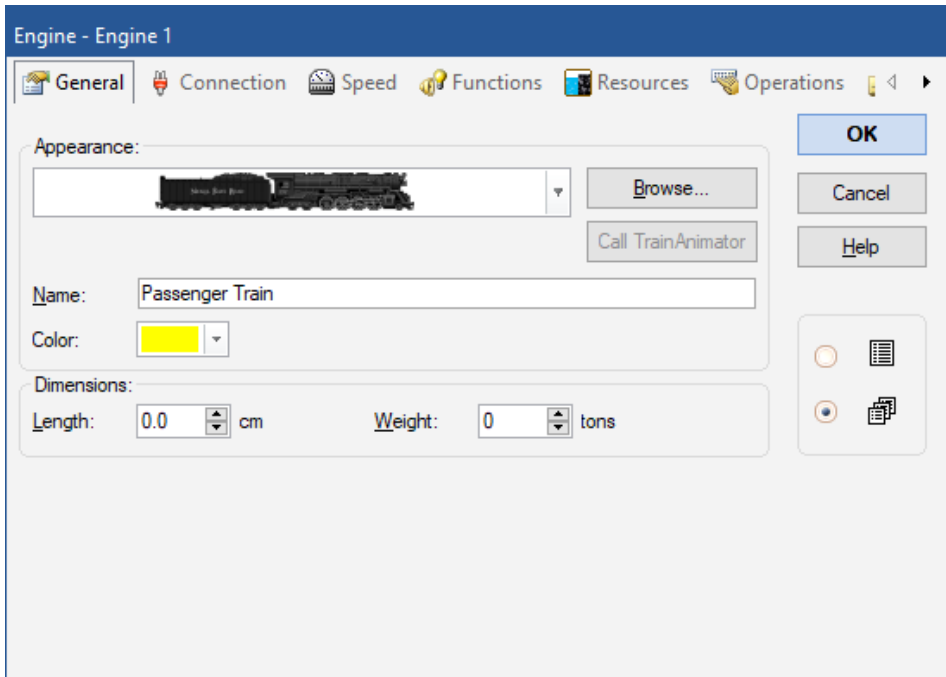 Engine - Engine 1
General Connection Speed Functions Resources Operations
Appearance:
OK
Browse...
Cancel
Call TrainAnimator
Help
Name: Passenger Train
Color:
Dimensions:
Length: 0.0 cm Weight: 0 tons